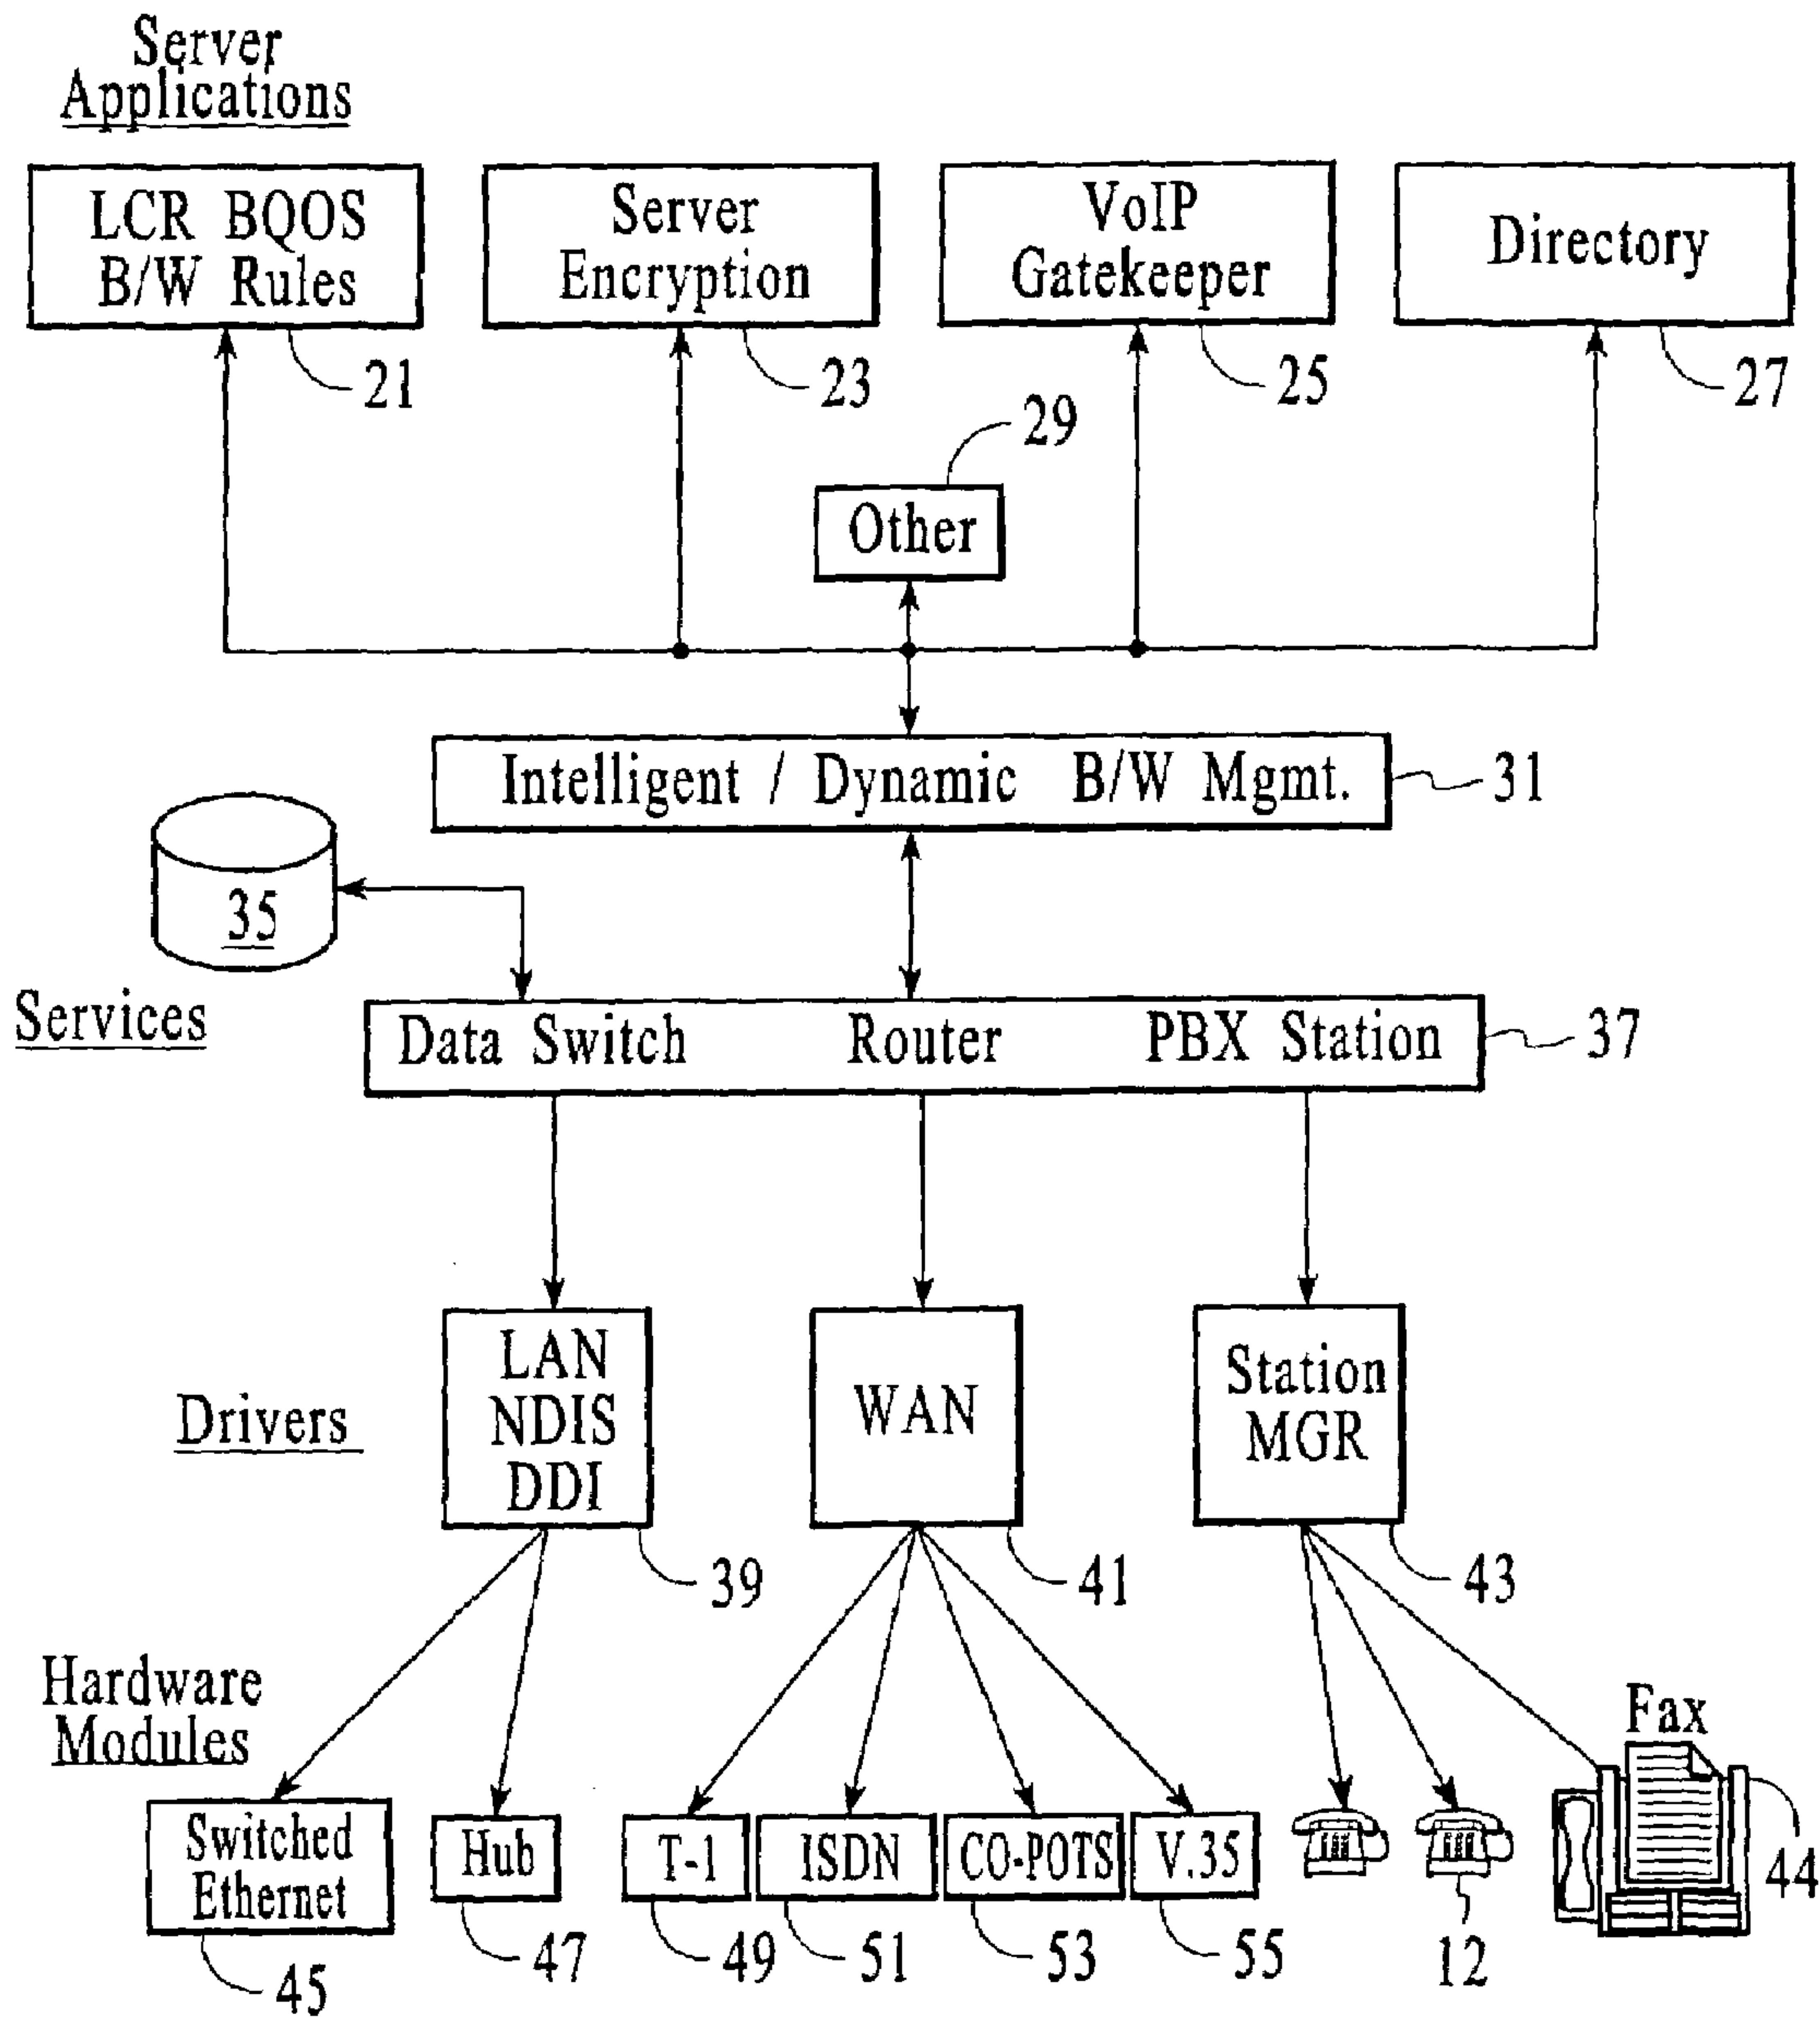 Server
Applications
LCR BQOS
B/W Rules
21
Server
Encryption
23
VoIP
Gatekeeper
25
Directory
27
29
Other
Intelligent / Dynamic B/W Mgmt.
31
35
Services
Data Switch Router PBX Station
37
Drivers
LAN
NDIS
DDI
39
WAN
41
Station
MGR
43
Hardware
Modules
Switched
Ethernet
45
Hub
47
T-1
49
ISDN
51
CO-POTS
53
V.35
55
12
Fax
44